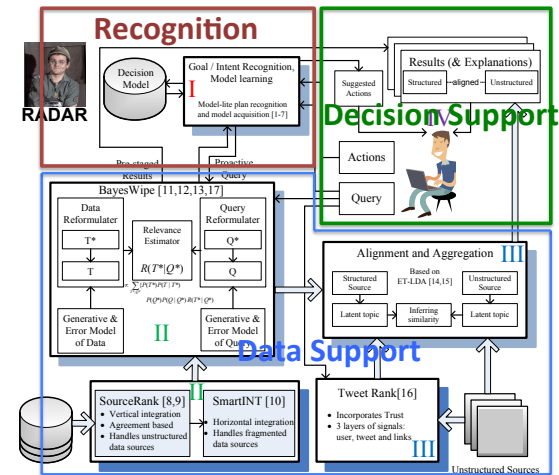 Recognition
Goal / Intent Recognition,
Model learning
Decision
Model
I
Model-lite plan recognition
and model acquisition [1-7]
RADAR
Results (& Explanations)
Structured
aligned
Unstructured
Suggested
Actions
IV
Decision Support
Actions
Query
Pre-staged
Results
Proactive
Query
BayesWipe [11,12,13,17]
Data
Reformulater
T*
T
Relevance
Estimator
R(T*|Q*)
Query
Reformulater
Q*
Q
P(Q*)P(Q|Q*)R(T*|Q*)
Generative &
Error Model
of Data
II
Generative &
Error Model
of Query
Alignment and Aggregation
III
Structured
Source
Based on
ET-LDA [14,15]
Unstructured
Source
Latent topic
Inferring
similarity
Latent topic
Data Support
II
SourceRank [8,9]
• Vertical integration
• Agreement based
• Handles unstructured
data sources
SmartINT [10]
• Horizontal integration
• Handles fragmented
data sources
Tweet Rank[16]
• Incorporates Trust
• 3 layers of signals:
user, tweet and links
III
Unstructured Sources